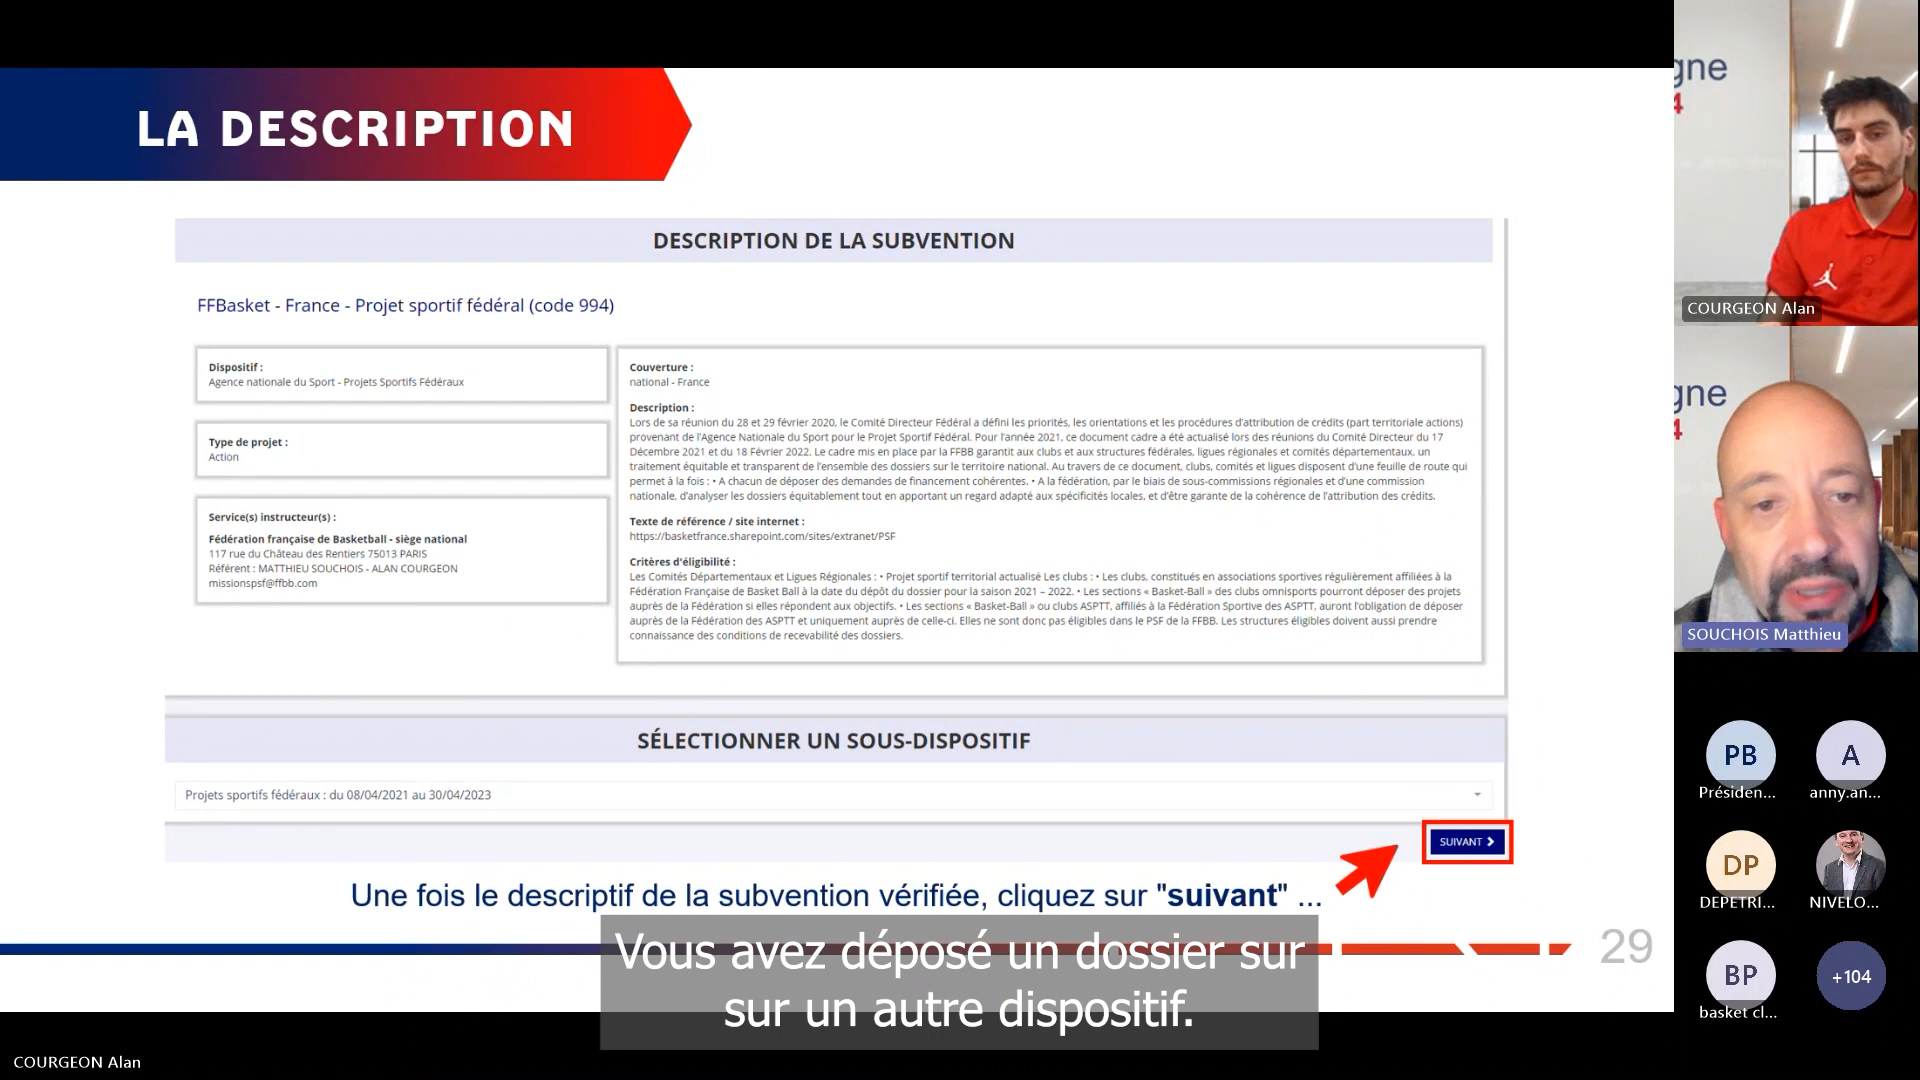 LA DESCRIPTION
DESCRIPTION DE LA SUBVENTION
FFBasket - France - Projet sportif fédéral (code 994)
Dispositif :
Agence nationale du Sport - Projets Sportifs Fédéraux
Type de projet :
Action
Service(s) instructeur(s) :
Fédération française de Basketball - siège national
117 rue du Château des Rentiers 75013 PARIS
Référent : MATTHIEU SOUCHOIS - ALAN COURGEON
missionspsf@ffbb.com
Couverture :
national - France
Description :
Lors de sa réunion du 28 et 29 février 2020, le Comité Directeur Fédéral a défini les priorités, les orientations et les procédures d'attribution de crédits (part territoriale actions)
provenant de l'Agence Nationale du Sport pour le Projet Sportif Fédéral. Pour l'année 2021, ce document cadre a été actualisé lors des réunions du Comité Directeur du 17
Décembre 2021 et du 18 Février 2022. Le cadre mis en place par la FFBB garantit aux clubs et aux structures fédérales, ligues régionales et comités départementaux, un
traitement équitable et transparent de l'ensemble des dossiers sur le territoire national. Au travers de ce document, clubs, comités et ligues disposent d'une feuille de route qui
permet à la fois : • A chacun de déposer des demandes de financement cohérentes. • A la fédération, par le biais de sous-commissions régionales et d'une commission
nationale, d'analyser les dossiers équitablement tout en apportant un regard adapté aux spécificités locales, et d'être garante de la cohérence de l'attribution des crédits.
Texte de référence / site internet :
https://basketfrance.sharepoint.com/sites/extranet/PSF
Critères d'éligibilité :
Les Comités Départementaux et Ligues Régionales : • Projet sportif territorial actualisé Les clubs : • Les clubs, constitués en associations sportives régulièrement affiliées à la
Fédération Française de Basket Ball à la date du dépôt du dossier pour la saison 2021 – 2022. • Les sections « Basket-Ball » des clubs omnisports pourront déposer des projets
auprès de la Fédération si elles répondent aux objectifs. • Les sections « Basket-Ball » ou clubs ASPTT, affiliés à la Fédération Sportive des ASPTT, auront l'obligation de déposer
auprès de la Fédération des ASPTT et uniquement auprès de celle-ci. Elles ne sont donc pas éligibles dans le PSF de la FFBB. Les structures éligibles doivent aussi prendre
connaissance des conditions de recevabilité des dossiers.
SÉLECTIONNER UN SOUS-DISPOSITIF
Projets sportifs fédéraux : du 08/04/2021 au 30/04/2023
SUIVANT
Une fois le descriptif de la subvention vérifiée, cliquez sur "suivant" ...
29
Vous avez déposé un dossier sur
sur un autre dispositif.
COURGEON Alan
gne
4
COURGEON Alan
gne
4
SOUCHOIS Matthieu
PB
Présiden...
A
anny.an...
DP
DEPETRI...
NIVELO...
BP
basket cl...
+104